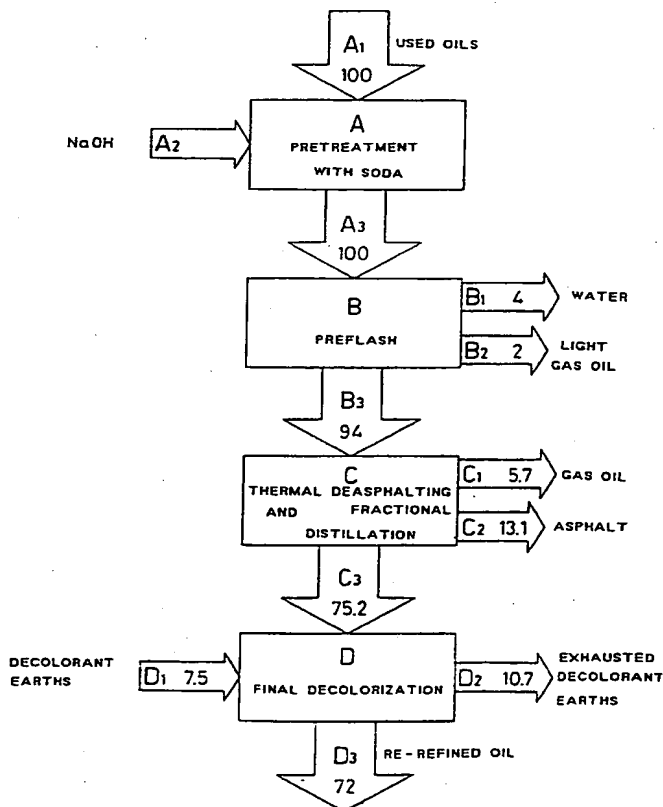 A1 USED OILS
100
A
PRETREATMENT
WITH SODA
NaOH A2
A3
100
B
PREFLASH
B1 4 WATER
B2 2 LIGHT
GAS OIL
B3
94
C
THERMAL DEASPHALTING
AND FRACTIONAL
DISTILLATION
C1 5.7 GAS OIL
C2 13.1 ASPHALT
C3
75.2
DECOLORANT
EARTHS
D1 7.5
D
FINAL DECOLORIZATION
D2 10.7
EXHAUSTED
DECOLORANT
EARTHS
D3 RE-REFINED OIL
72